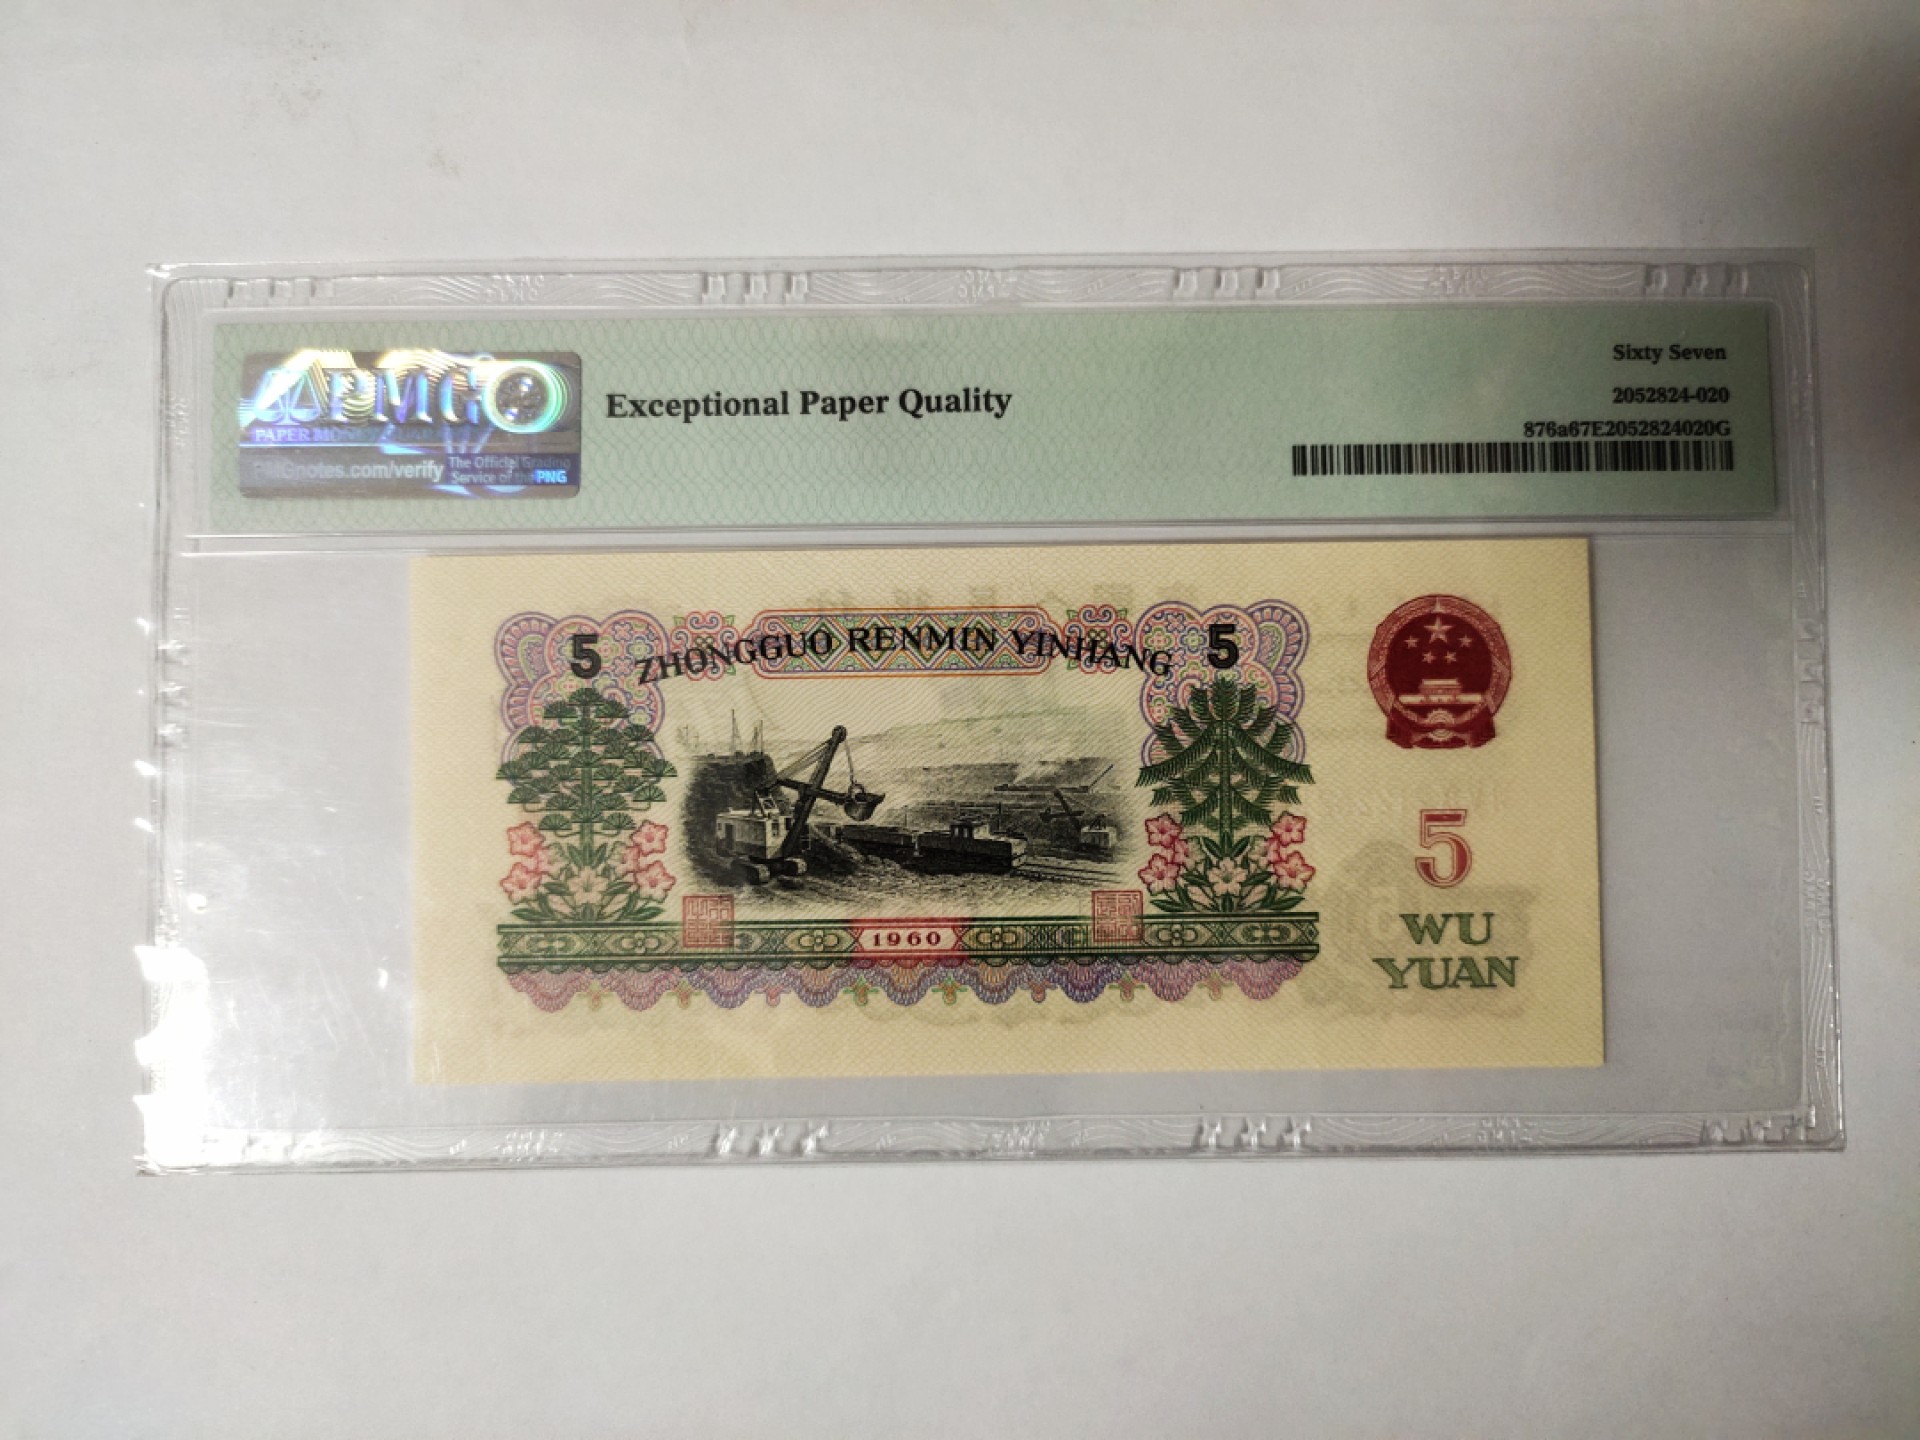 Sixty Seven
PMG
PAPER MONEY
Exceptional Paper Quality
2052824-020
876a67E2052824020G
PMGnotes.com/verify
The Official Grading
Service of the PNG
5
ZHONGGUO RENMIN YINHANG
5
5
WU
YUAN
1960